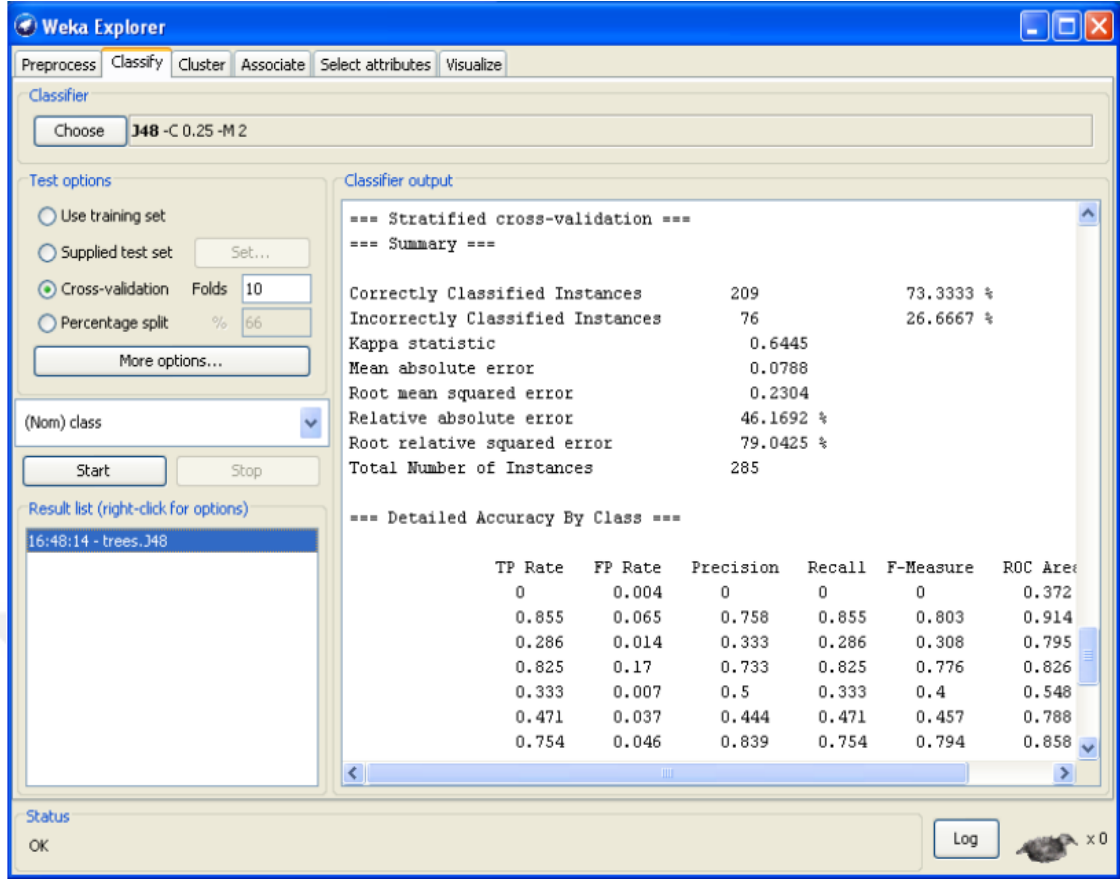 Weka Explorer
Preprocess Classify Cluster Associate Select attributes Visualize
Classifier
Choose J48 -C 0.25 -M 2
Test options
Use training set
Supplied test set Set...
Cross-validation Folds 10
Percentage split % 66
More options...
(Nom) class
Start Stop
Result list (right-click for options)
16:48:14 - trees.J48
Classifier output
=== Stratified cross-validation ===
=== Summary ===
Correctly Classified Instances 209 73.3333 %
Incorrectly Classified Instances 76 26.6667 %
Kappa statistic 0.6445
Mean absolute error 0.0788
Root mean squared error 0.2304
Relative absolute error 46.1692 %
Root relative squared error 79.0425 %
Total Number of Instances 285
=== Detailed Accuracy By Class ===
TP Rate FP Rate Precision Recall F-Measure ROC Area
0 0.004 0 0 0 0.372
0.855 0.065 0.758 0.855 0.803 0.914
0.286 0.014 0.333 0.286 0.308 0.795
0.825 0.17 0.733 0.825 0.776 0.826
0.333 0.007 0.5 0.333 0.4 0.548
0.471 0.037 0.444 0.471 0.457 0.788
0.754 0.046 0.839 0.754 0.794 0.858
Status
OK
Log x 0